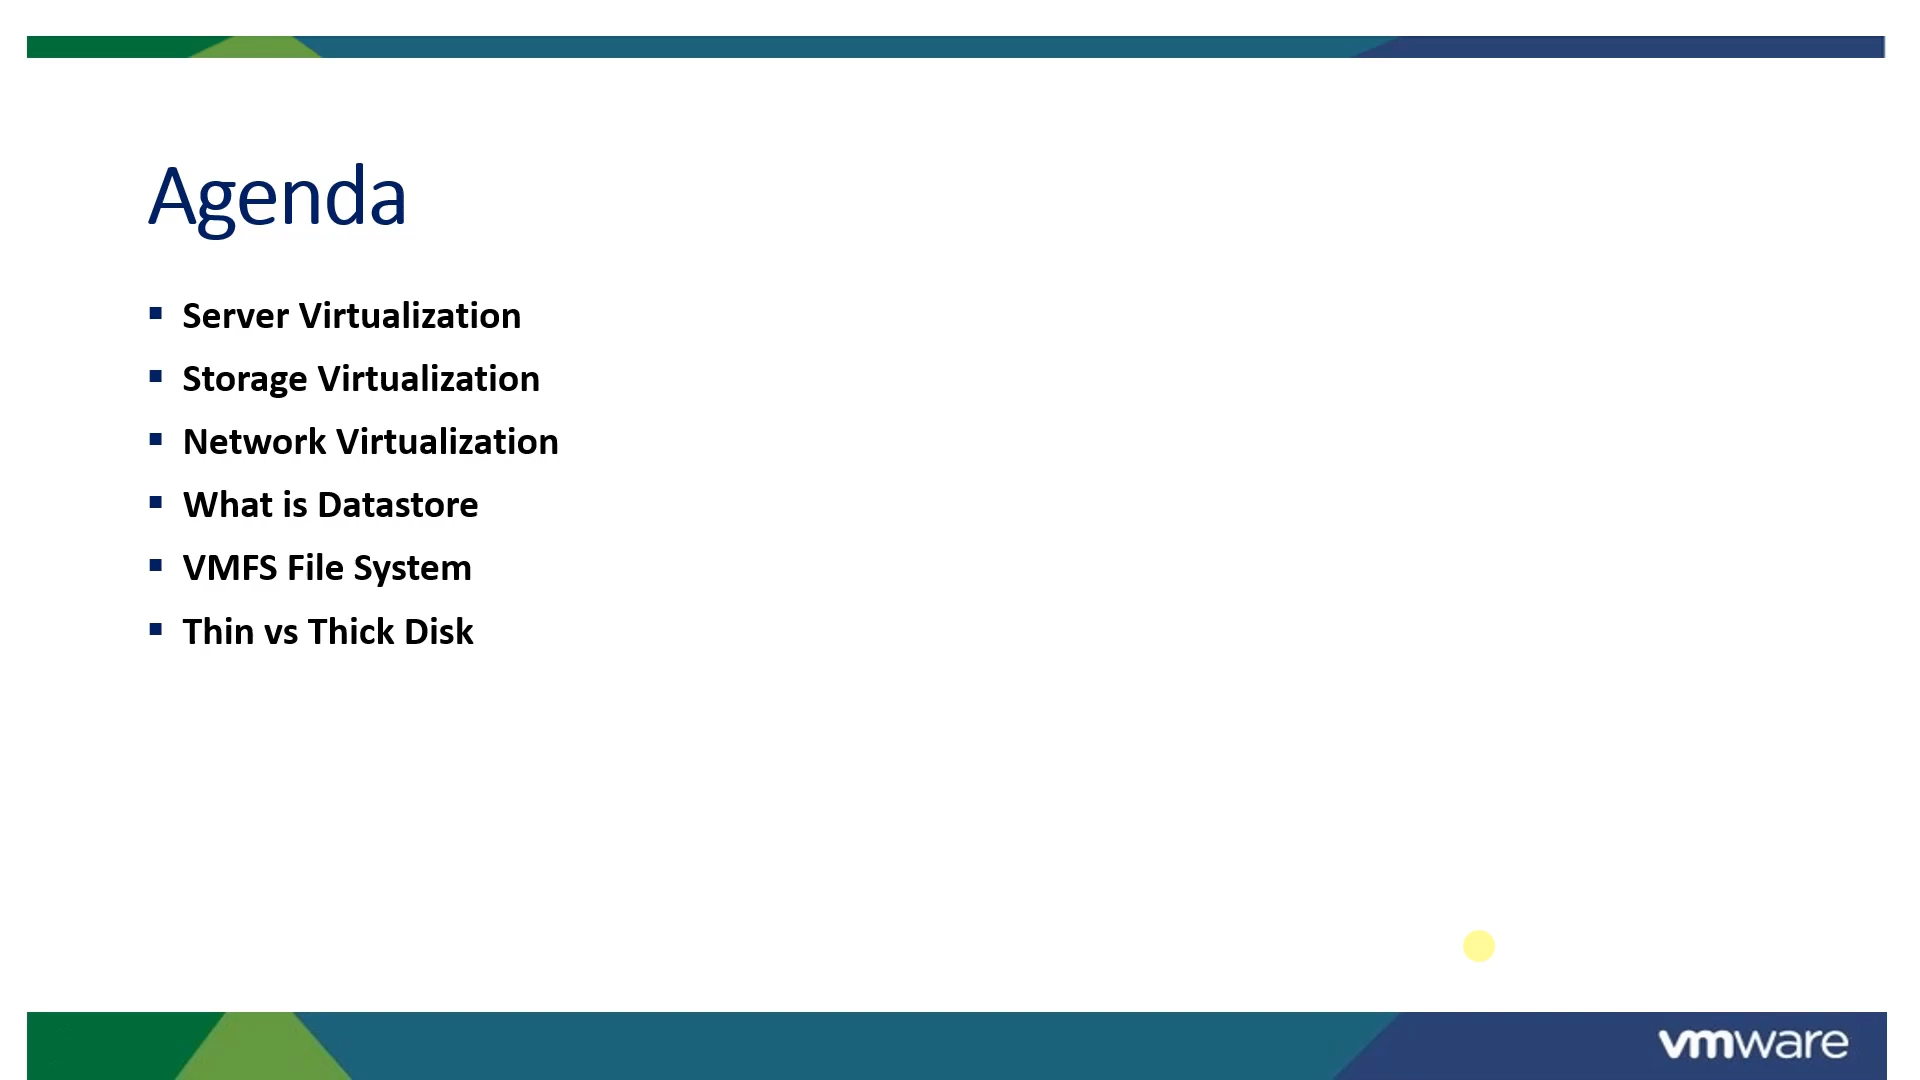 Agenda
▪ Server Virtualization
▪ Storage Virtualization
▪ Network Virtualization
▪ What is Datastore
▪ VMFS File System
▪ Thin vs Thick Disk
vmware